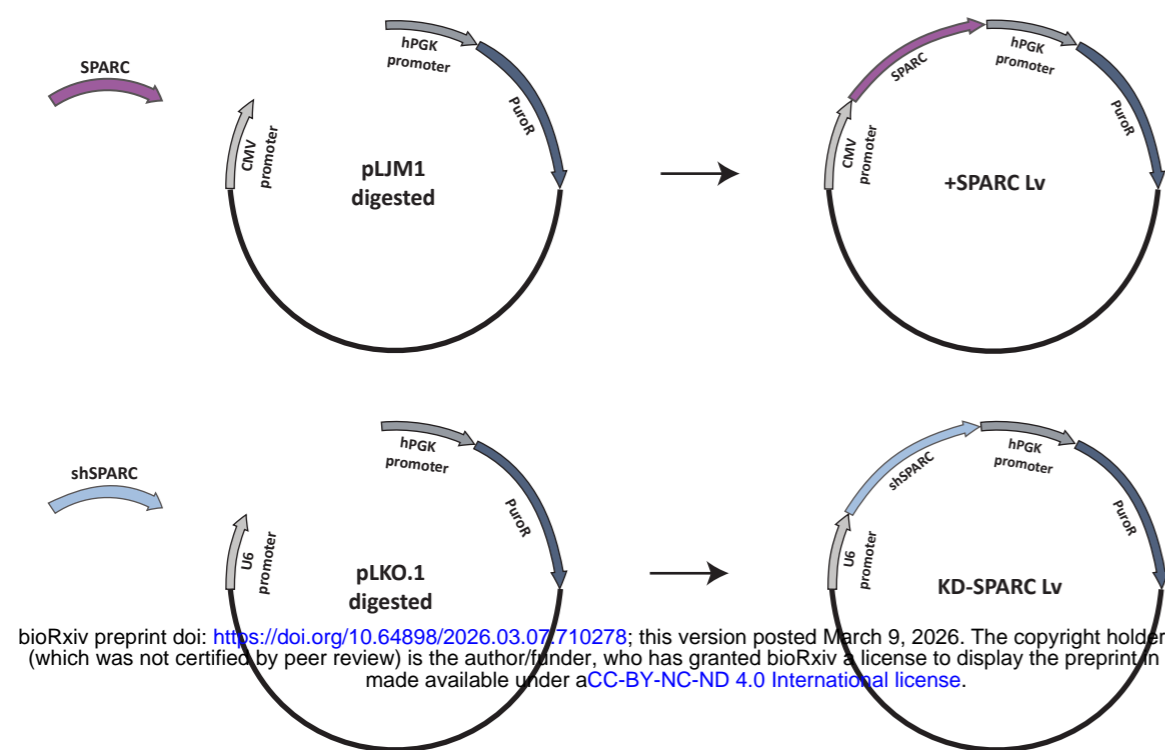 SPARC
hPGK
promoter
PuroR
CMV
promoter
pLJM1
digested
SPARC
hPGK
promoter
PuroR
CMV
promoter
+SPARC Lv
shSPARC
hPGK
promoter
PuroR
U6
promoter
pLKO.1
digested
shSPARC
hPGK
promoter
PuroR
U6
promoter
KD-SPARC Lv
bioRxiv preprint doi: https://doi.org/10.64898/2026.03.07.710278; this version posted March 9, 2026. The copyright holder
(which was not certified by peer review) is the author/funder, who has granted bioRxiv a license to display the preprint in
made available under aCC-BY-NC-ND 4.0 International license.